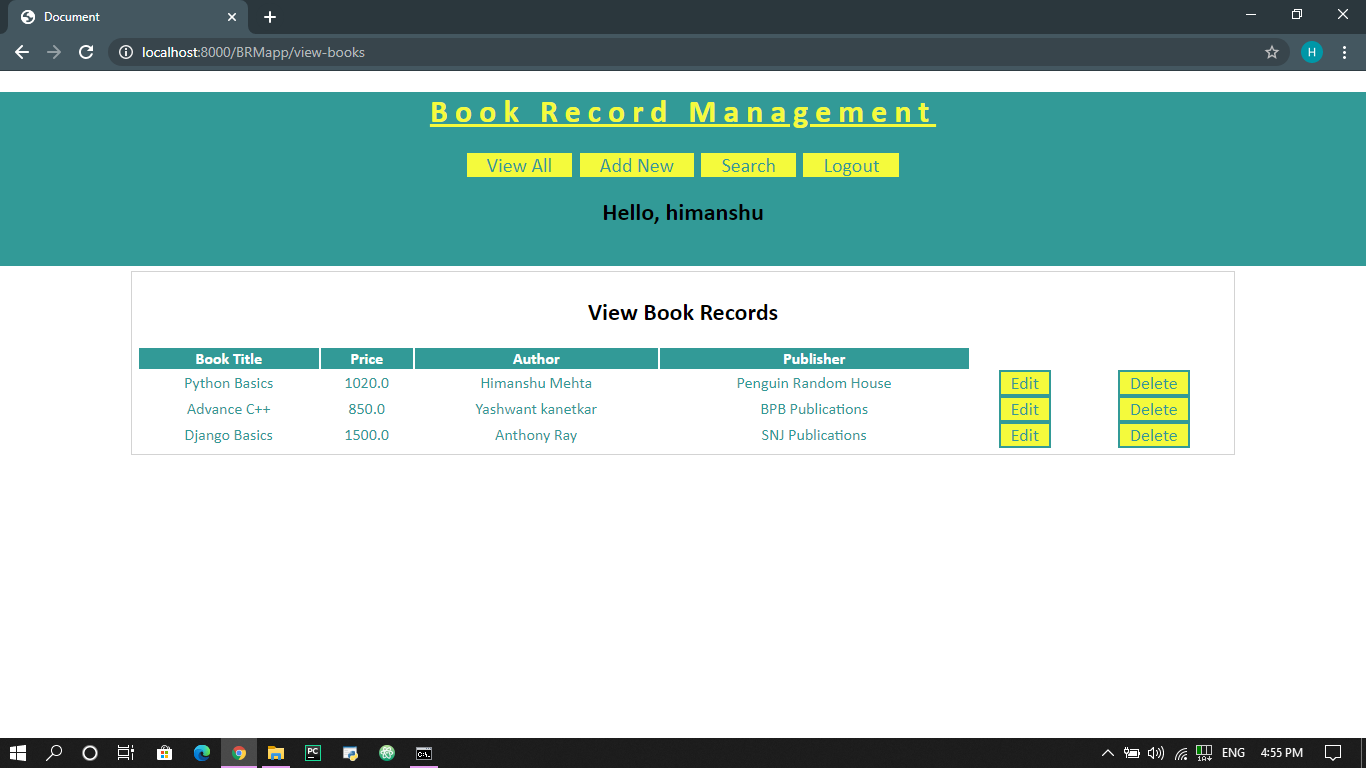 Document
localhost:8000/BRMapp/view-books
H
Book Record Management
View All Add New Search Logout
Hello, himanshu
View Book Records
Book Title Price Author Publisher
Python Basics 1020.0 Himanshu Mehta Penguin Random House Edit Delete
Advance C++ 850.0 Yashwant kanetkar BPB Publications Edit Delete
Django Basics 1500.0 Anthony Ray SNJ Publications Edit Delete
PC C:\. ENG 4:55 PM